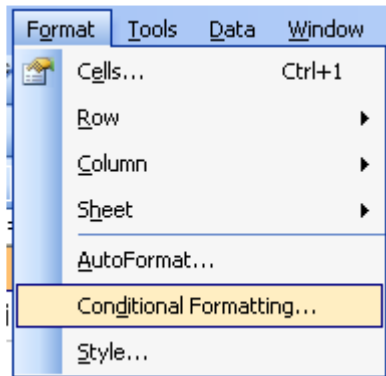 Format Tools Data Window
Cells... Ctrl+1
Row
Column
Sheet
AutoFormat...
Conditional Formatting...
Style...